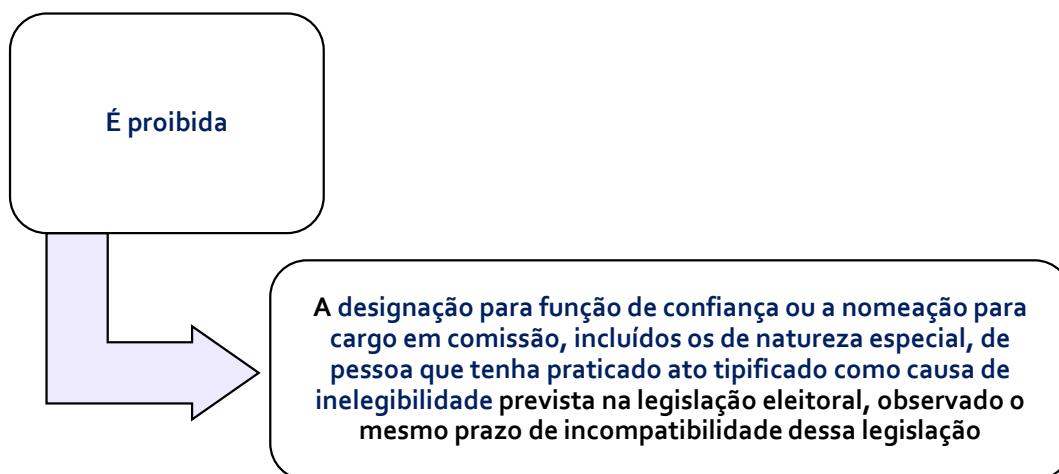 É proibida
A designação para função de confiança ou a nomeação para
cargo em comissão, incluídos os de natureza especial, de
pessoa que tenha praticado ato tipificado como causa de
inelegibilidade prevista na legislação eleitoral, observado o
mesmo prazo de incompatibilidade dessa legislação